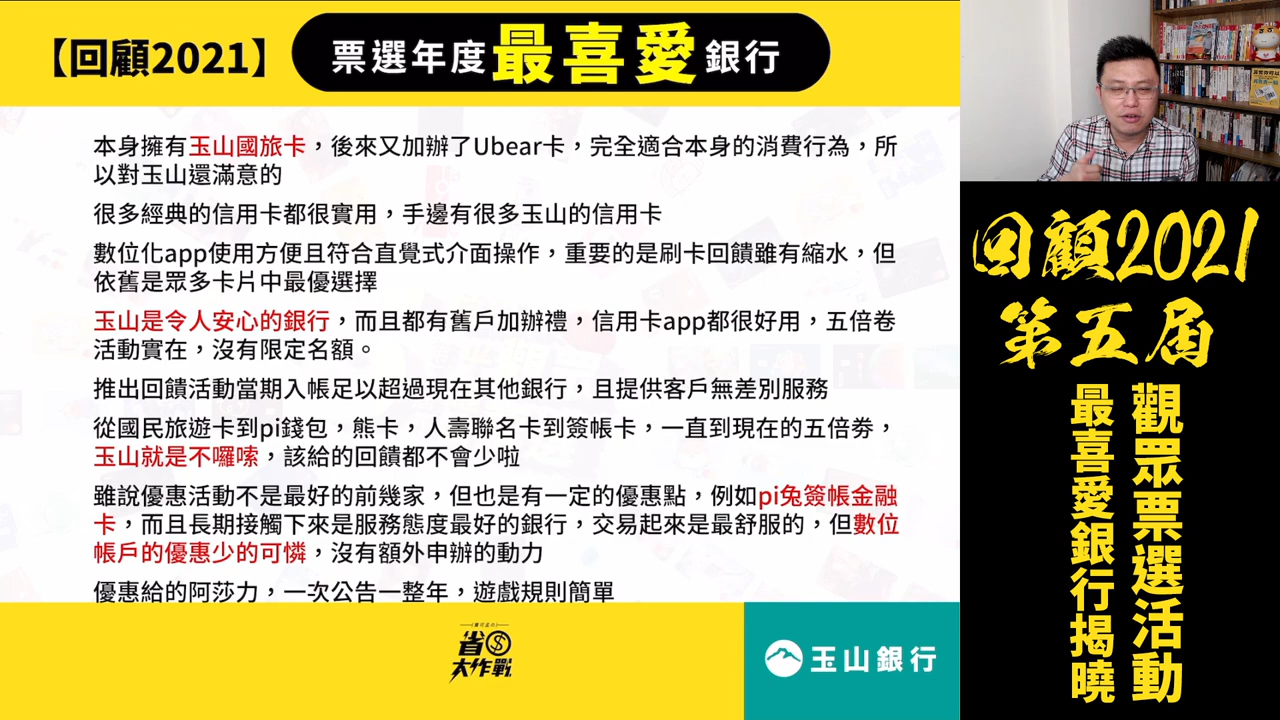 【回顧2021】
票選年度最喜愛銀行
本身擁有玉山國旅卡，後來又加辦了Ubear卡，完全適合本身的消費行為，所
以對玉山還滿意的
很多經典的信用卡都很實用，手邊有很多玉山的信用卡
數位化app使用方便且符合直覺式介面操作，重要的是刷卡回饋雖有縮水，但
依舊是眾多卡片中最優選擇
玉山是令人安心的銀行，而且都有舊戶加辦禮，信用卡app都很好用，五倍卷
活動實在，沒有限定名額。
推出回饋活動當期入帳足以超過現在其他銀行，且提供客戶無差別服務
從國民旅遊卡到pi錢包，熊卡，人壽聯名卡到簽帳卡，一直到現在的五倍劵，
玉山就是不囉嗦，該給的回饋都不會少啦
雖說優惠活動不是最好的前幾家，但也是有一定的優惠點，例如pi兔簽帳金融
卡，而且長期接觸下來是服務態度最好的銀行，交易起來是最舒服的，但數位
帳戶的優惠少的可憐，沒有額外申辦的動力
優惠給的阿莎力，一次公告一整年，遊戲規則簡單
省
大作戰
玉山銀行
回顧2021
第五屆
觀眾票選活動
最喜愛銀行揭曉